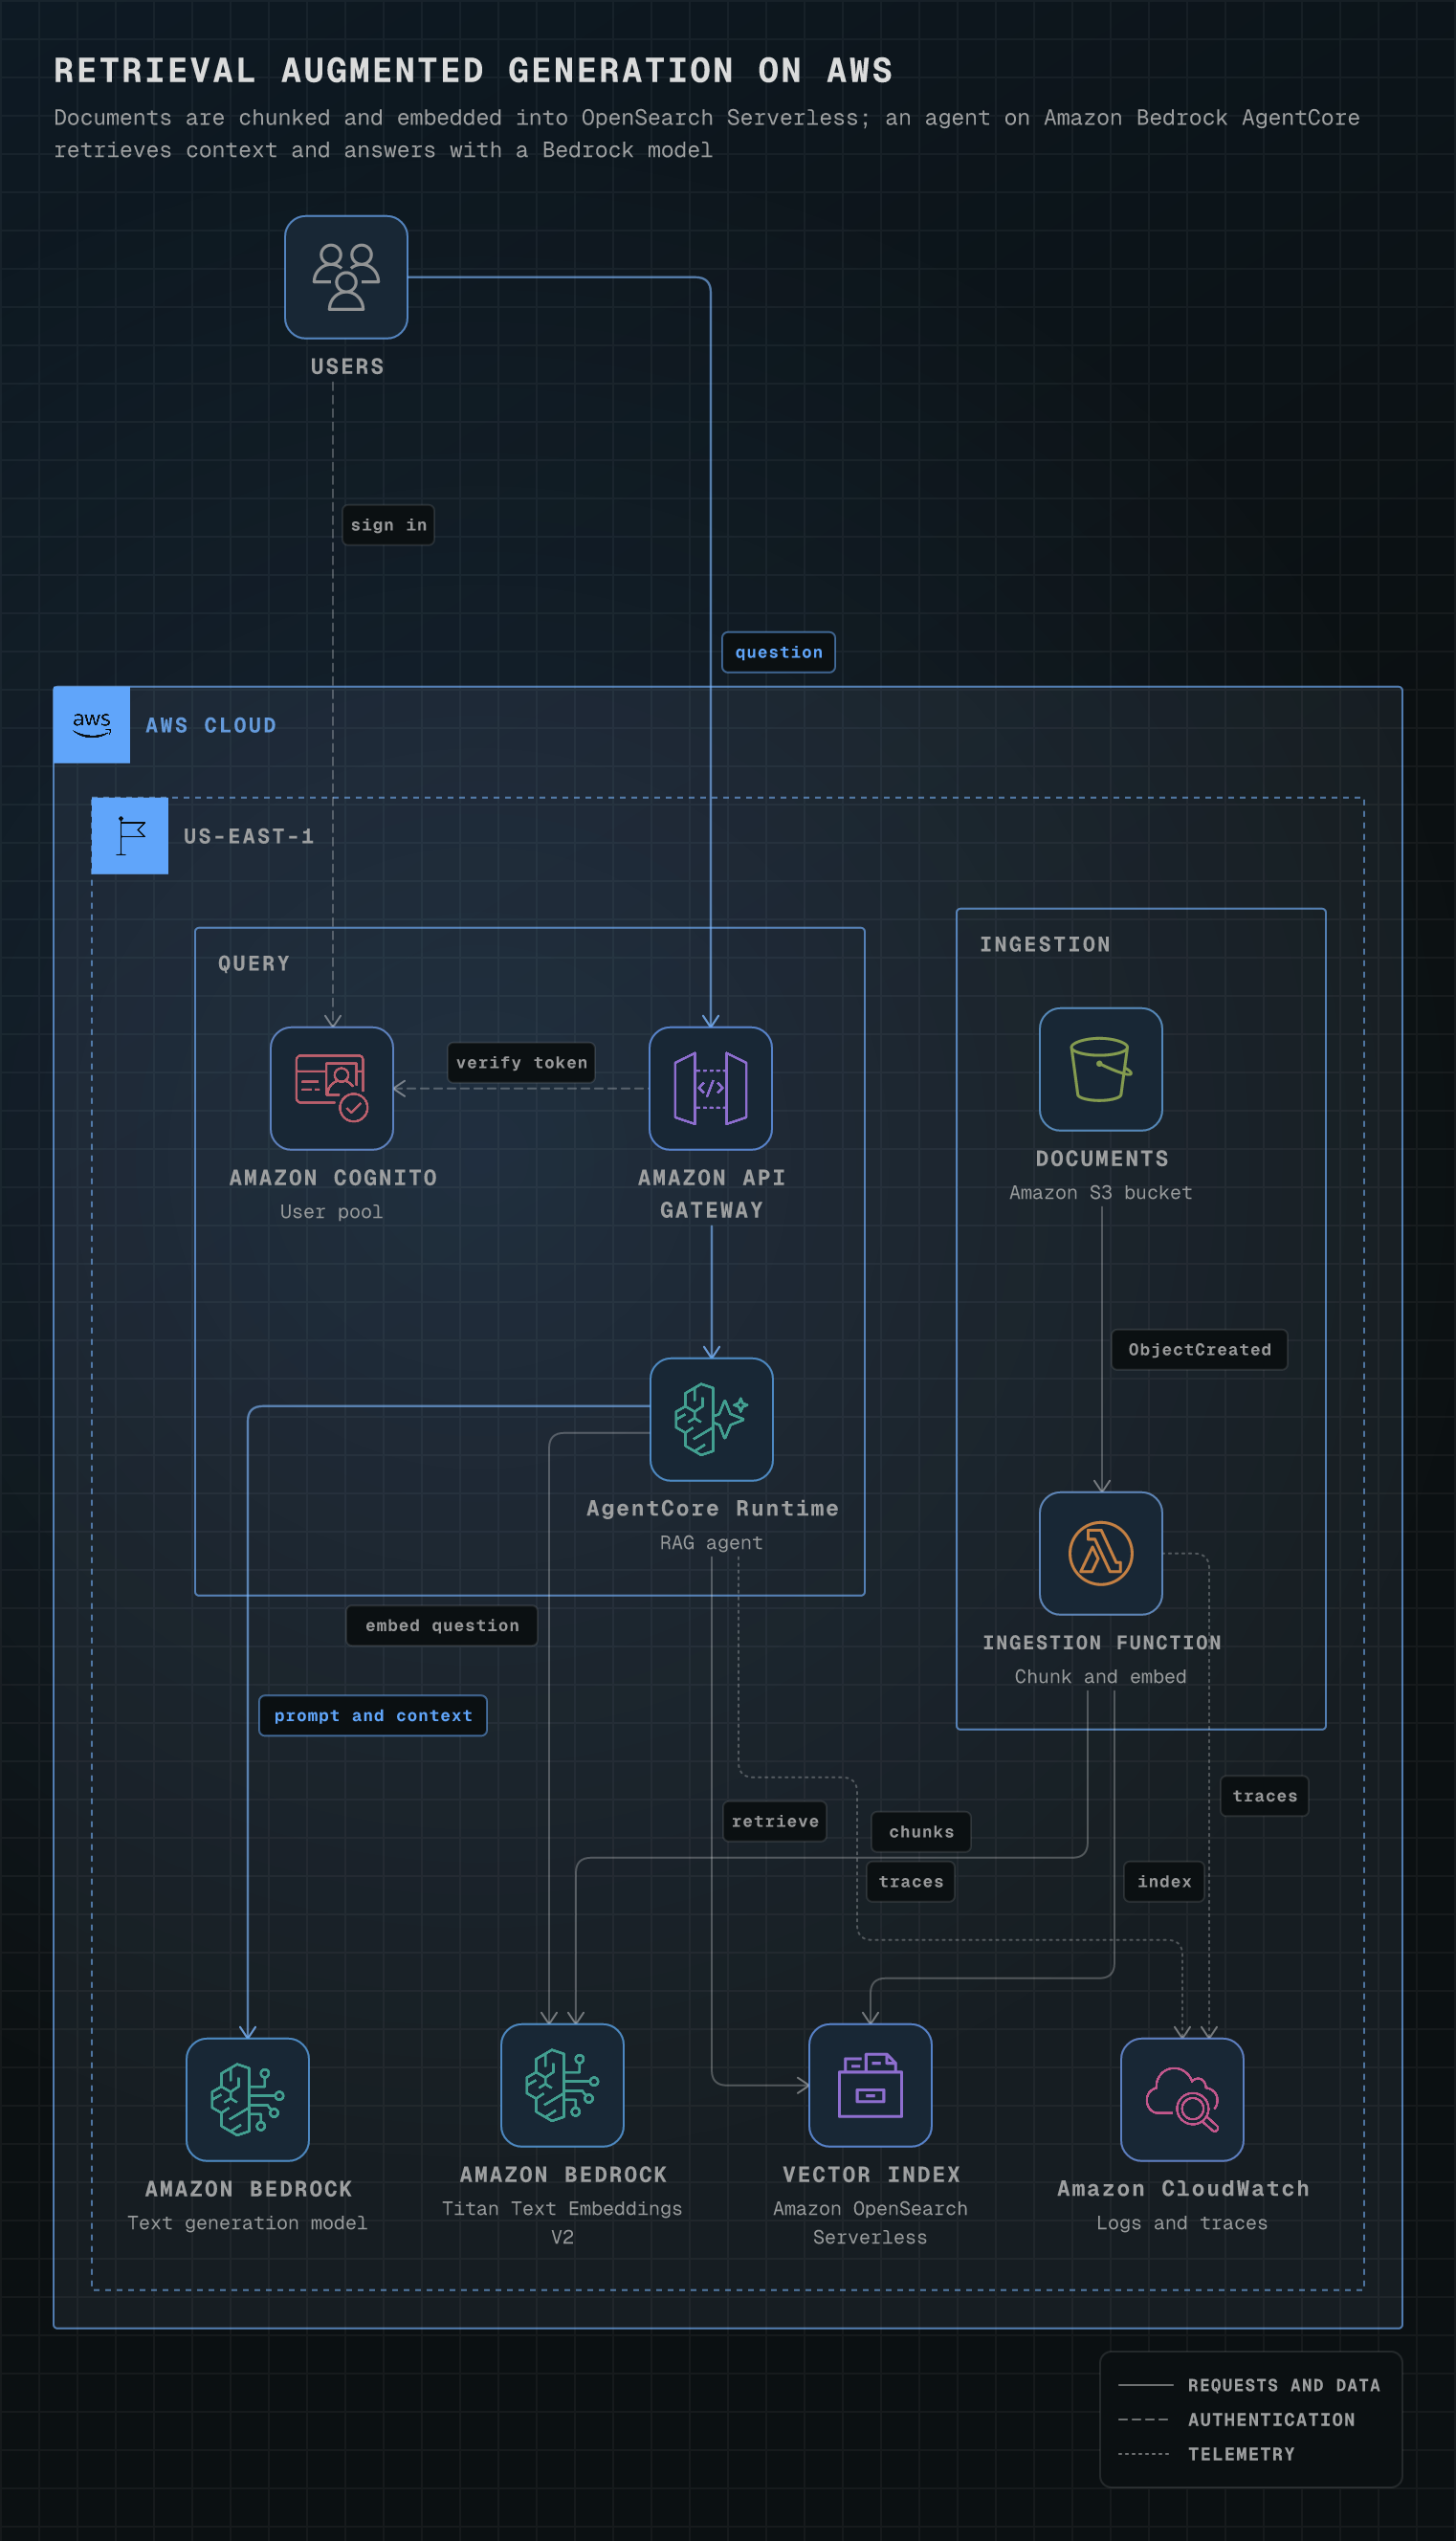 RETRIEVAL AUGMENTED GENERATION ON AWS
Documents are chunked and embedded into OpenSearch Serverless; an agent on Amazon Bedrock AgentCore
retrieves context and answers with a Bedrock model
USERS
sign in
question
aws
AWS CLOUD
US-EAST-1
QUERY
INGESTION
verify token
AMAZON COGNITO
User pool
AMAZON API
GATEWAY
DOCUMENTS
Amazon S3 bucket
ObjectCreated
AgentCore Runtime
RAG agent
INGESTION FUNCTION
Chunk and embed
embed question
prompt and context
retrieve
chunks
traces
traces
index
AMAZON BEDROCK
Text generation model
AMAZON BEDROCK
Titan Text Embeddings
V2
VECTOR INDEX
Amazon OpenSearch
Serverless
Amazon CloudWatch
Logs and traces
REQUESTS AND DATA
AUTHENTICATION
TELEMETRY